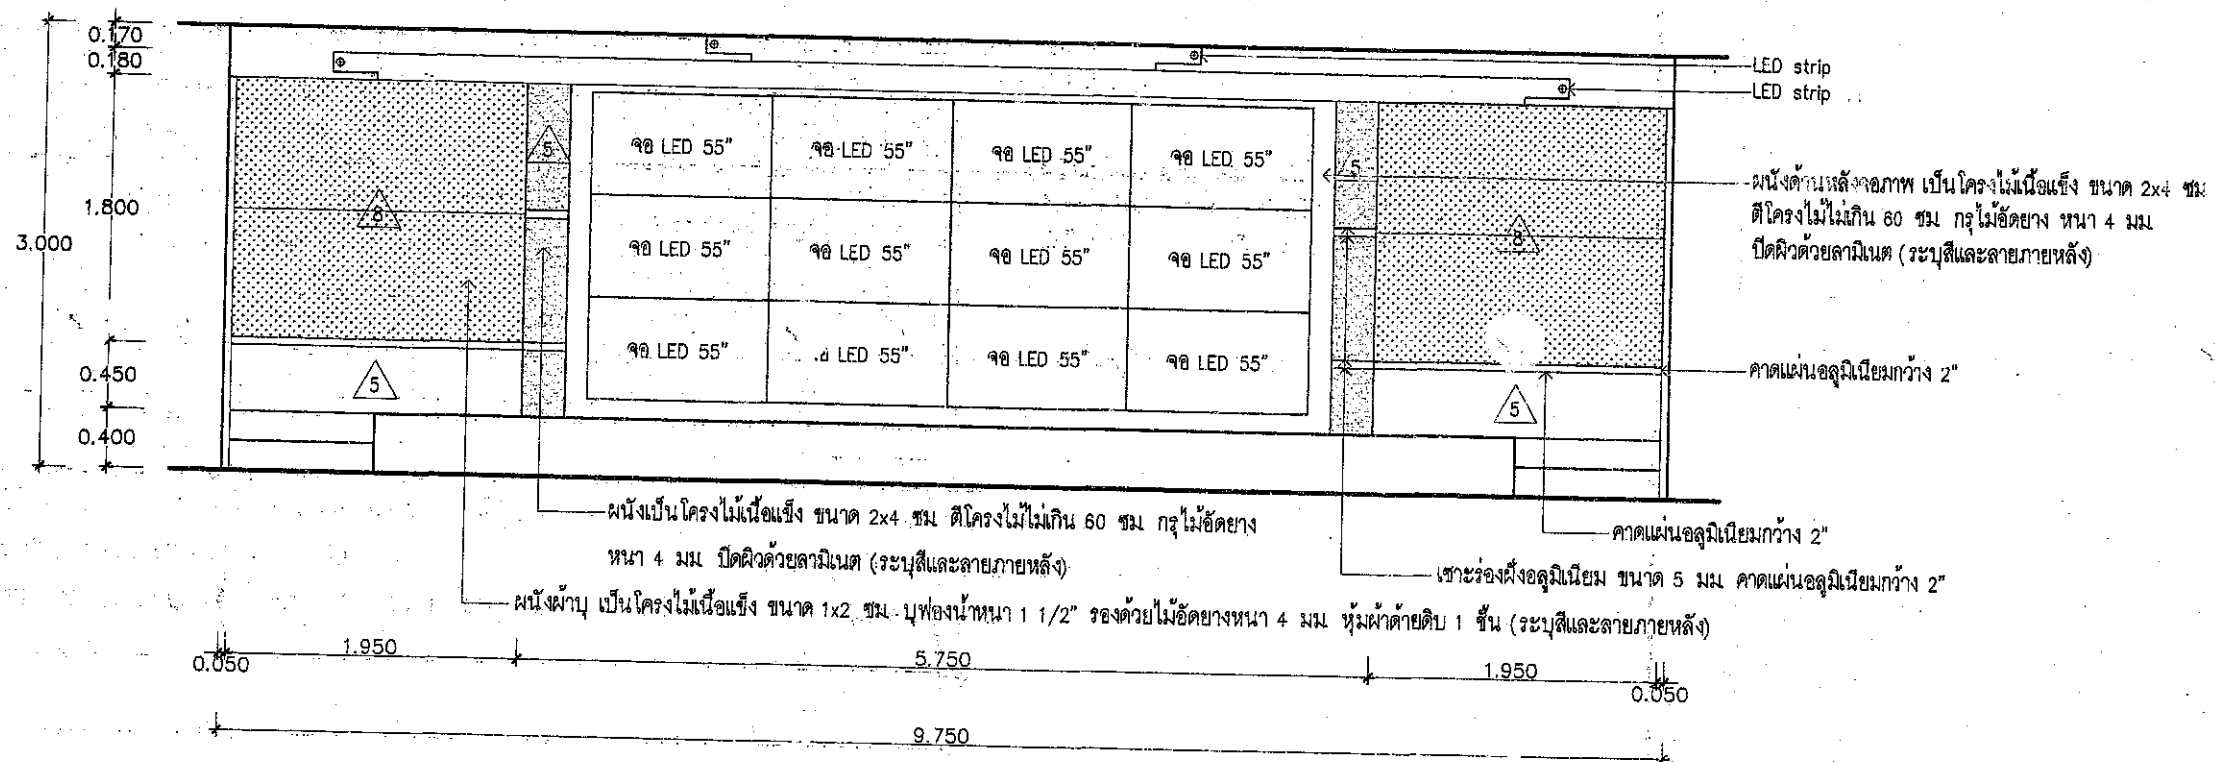 0.170
0.180
1.800
3.000
0.450
0.400
LED strip
LED strip
5
5
8
8
5
5
จอ LED 55" จอ LED 55" จอ LED 55" จอ LED 55"
จอ LED 55" จอ LED 55" จอ LED 55" จอ LED 55"
จอ LED 55" LED 55" จอ LED 55" จอ LED 55"
ผนังด้านหลังจอภาพ เป็นโครงไม้เนื้อแข็ง ขนาด 2x4 ซม
ตีโครงไม้ไม่เกิน 60 ซม กรุไม้อัดยาง หนา 4 มม
ปิดผิวด้วยลามิเนต (ระบุสีและลายภายหลัง)
คาดแผ่นอลูมิเนียมกว้าง 2"
ผนังเป็นโครงไม้เนื้อแข็ง ขนาด 2x4 ซม ตีโครงไม้ไม่เกิน 60 ซม กรุไม้อัดยาง
หนา 4 มม ปิดผิวด้วยลามิเนต (ระบุสีและลายภายหลัง)
คาดแผ่นอลูมิเนียมกว้าง 2"
เซาะร่องฝังอลูมิเนียม ขนาด 5 มม คาดแผ่นอลูมิเนียมกว้าง 2"
ผนังผ้าบุ เป็นโครงไม้เนื้อแข็ง ขนาด 1x2 ซม บุฟองน้ำหนา 1 1/2" รองด้วยไม้อัดยางหนา 4 มม หุ้มผ้าด้ายดิบ 1 ชั้น (ระบุสีและลายภายหลัง)
0.050 1.950 5.750 1.950 0.050
9.750